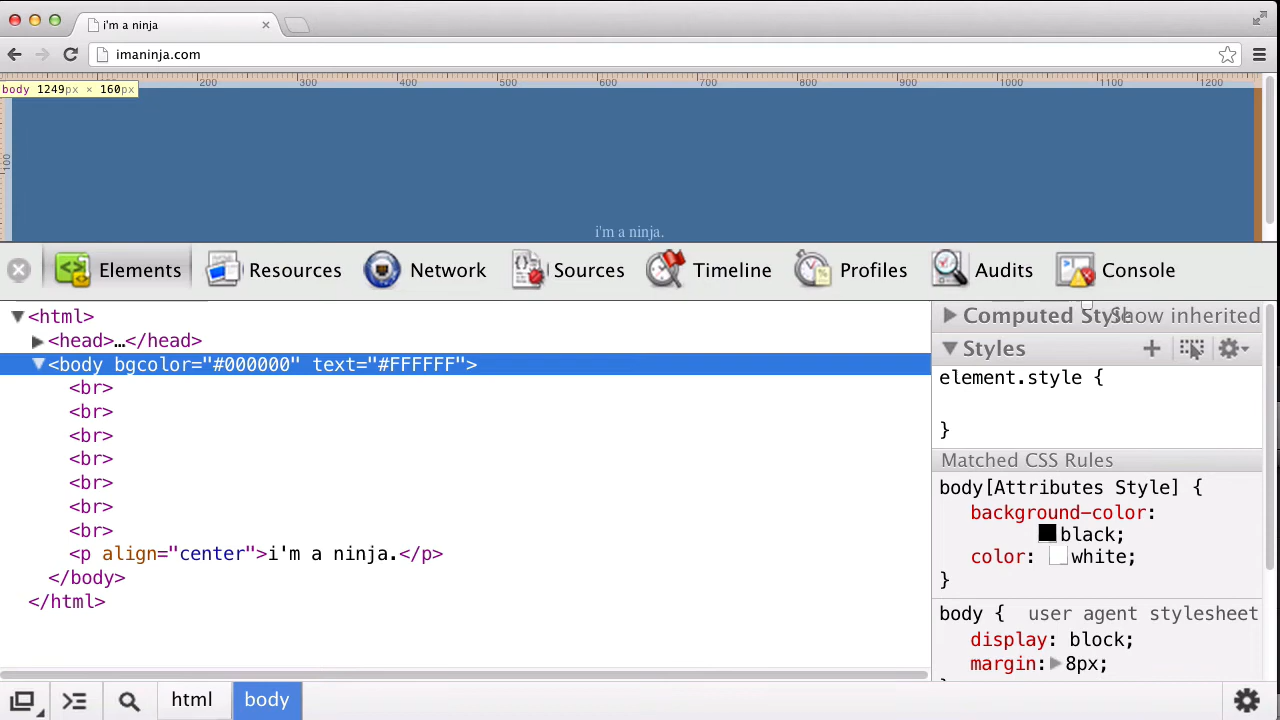 i'm a ninja
imaninja.com
200 300 400 500 600 700 800 900 1000 1100 1200
body 1249px × 160px
100
i'm a ninja.
Elements Resources Network Sources Timeline Profiles Audits Console
<html>
<head>…</head>
<body bgcolor="#000000" text="#FFFFFF">
<br>
<br>
<br>
<br>
<br>
<br>
<br>
<p align="center">i'm a ninja.</p>
</body>
</html>
Computed Style Show inherited
Styles
element.style {
}
Matched CSS Rules
body[Attributes Style] {
background-color:
black;
color: white;
}
body { user agent stylesheet
display: block;
margin: 8px;
html body